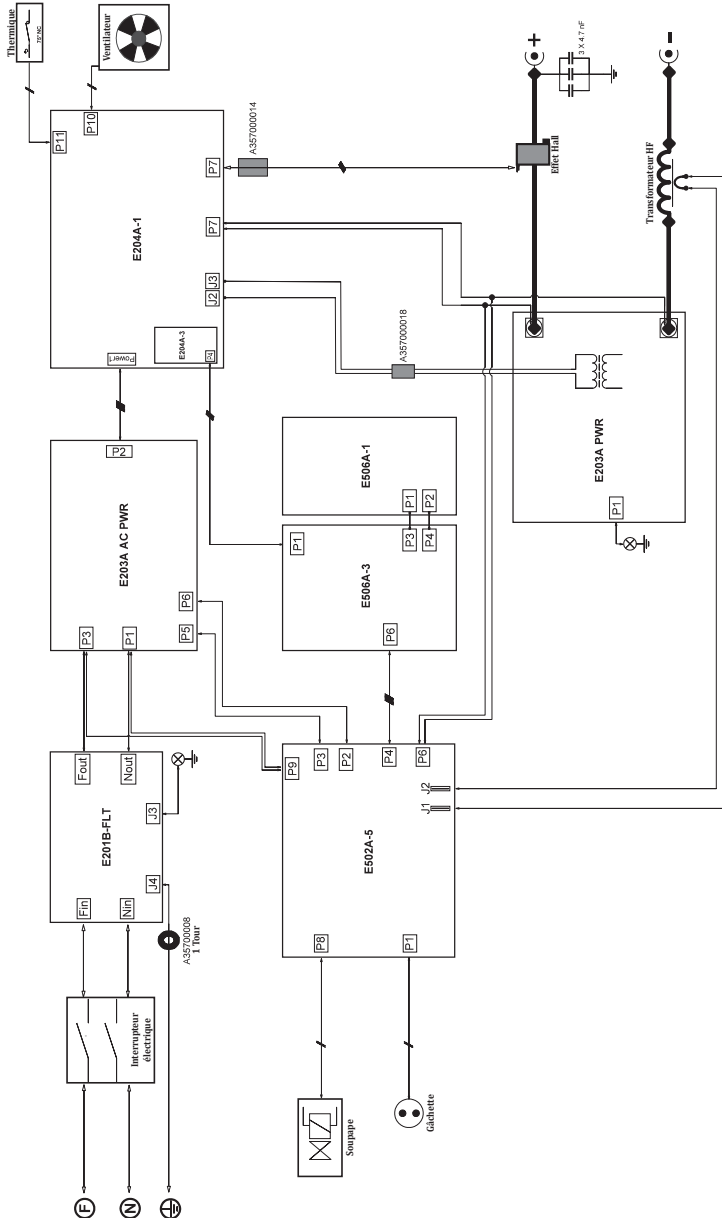 Thermique
75°NC
Ventilateur
P11
P10
E204A-1
P7
P7
J3
J2
Power1
E204A-3
A357000014
Effet Hall
+
3 X 4.7 nF
-
Transformateur HF
P2
E203A AC PWR
P3
P1
P6
P5
E506A-1
P1
P2
P3
P4
P1
E506A-3
P6
A357000018
E203A PWR
P1
Fout
Nout
E201B-FLT
J3
J4
Fin
Nin
A35700008
1 Tour
Interrupteur
électrique
F
N
P9
P3
P2
P4
P6
J2
J1
E502A-5
P8
P1
Soupape
Gâchette